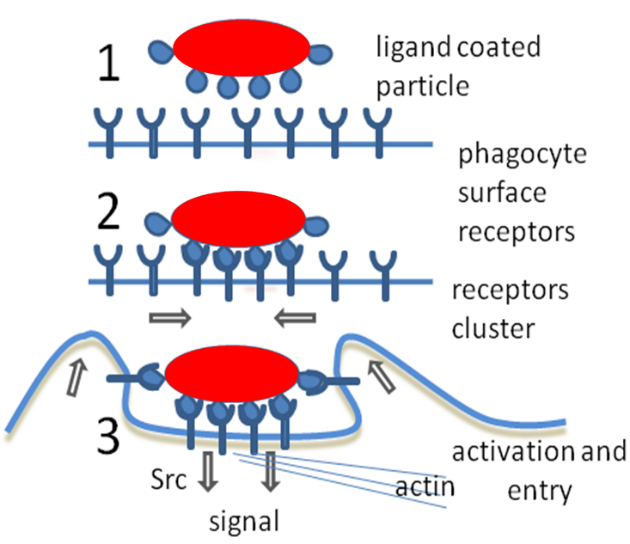 1
ligand coated
particle
phagocyte
surface
receptors
2
receptors
cluster
3
activation and
entry
Src
actin
signal